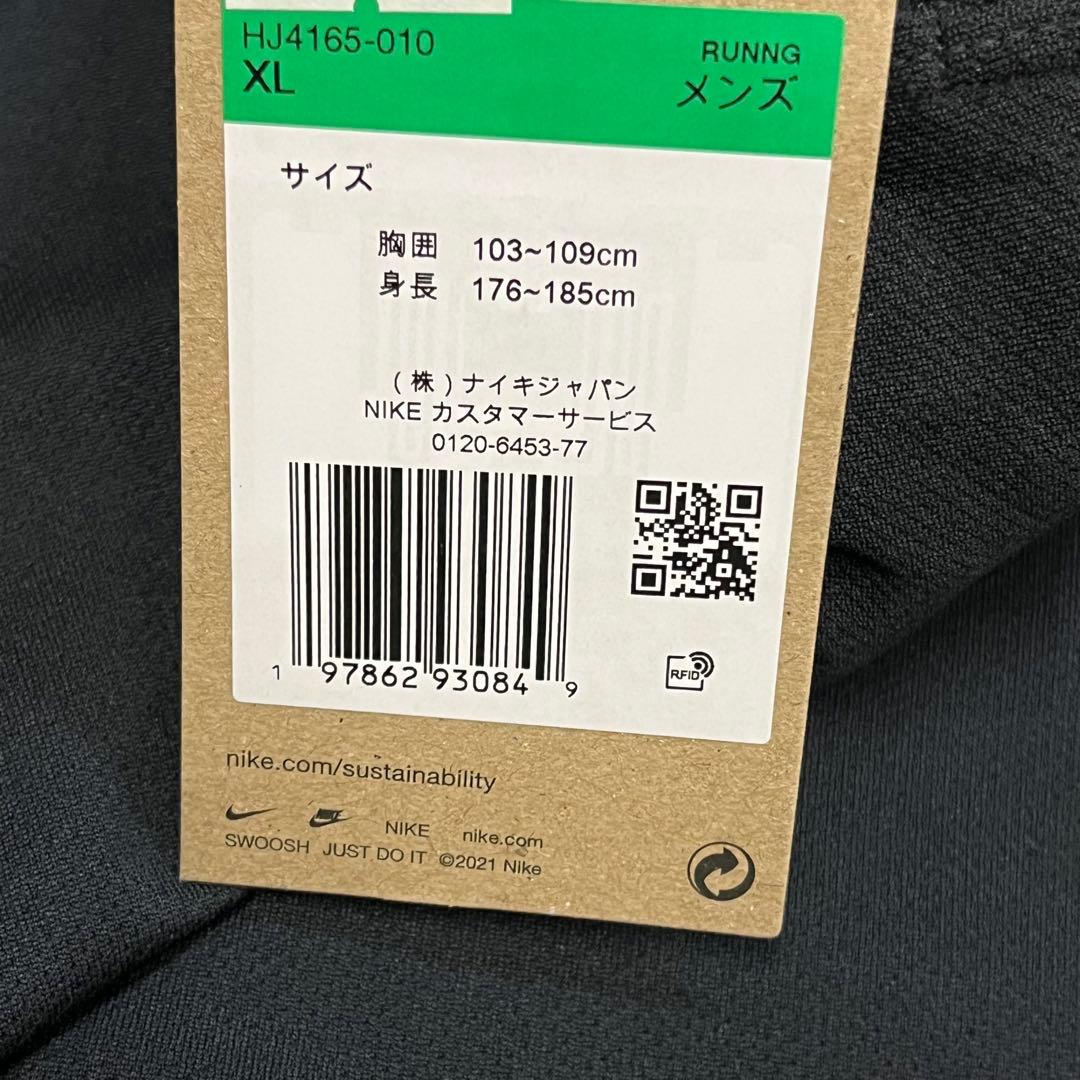 HJ4165-010
XL
RUNNG
メンズ
サイズ
胸囲 103~109cm
身長 176~185cm
(株)ナイキジャパン
NIKE カスタマーサービス
0120-6453-77
1 97862 93084 9
RFID
nike.com/sustainability
NIKE nike.com
SWOOSH JUST DO IT ©2021 Nike